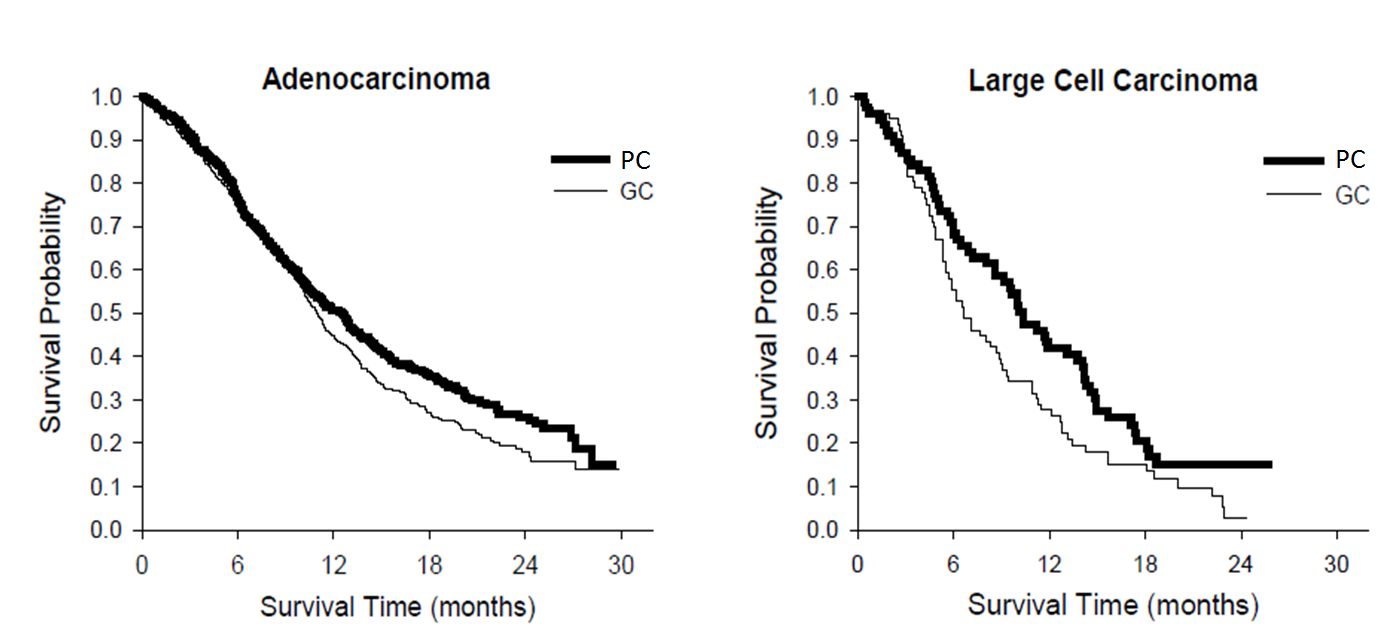 Adenocarcinoma
1.0
0.9
0.8
0.7
0.6
0.5
0.4
0.3
0.2
0.1
0.0
Survival Probability
PC
GC
0 6 12 18 24 30
Survival Time (months)
Large Cell Carcinoma
1.0
0.9
0.8
0.7
0.6
0.5
0.4
0.3
0.2
0.1
0.0
Survival Probability
PC
GC
0 6 12 18 24 30
Survival Time (months)